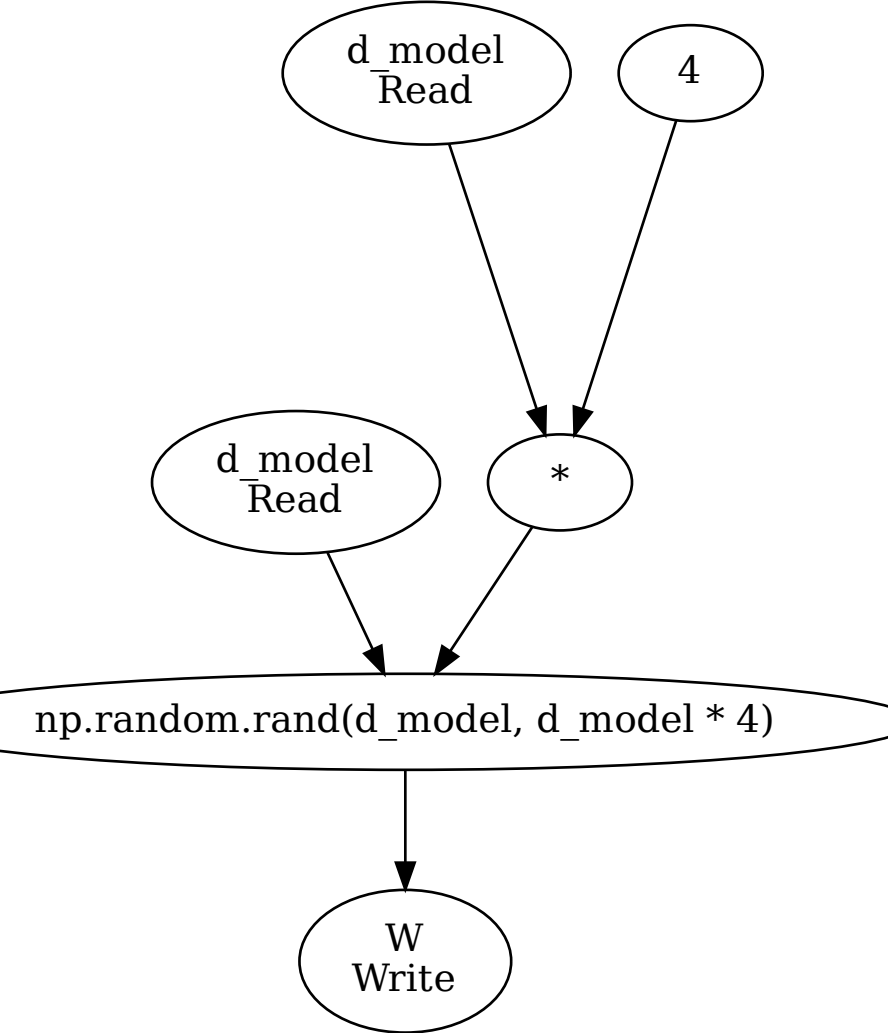 d_model
Read
4
d_model
Read
*
np.random.rand(d_model, d_model * 4)
W
Write